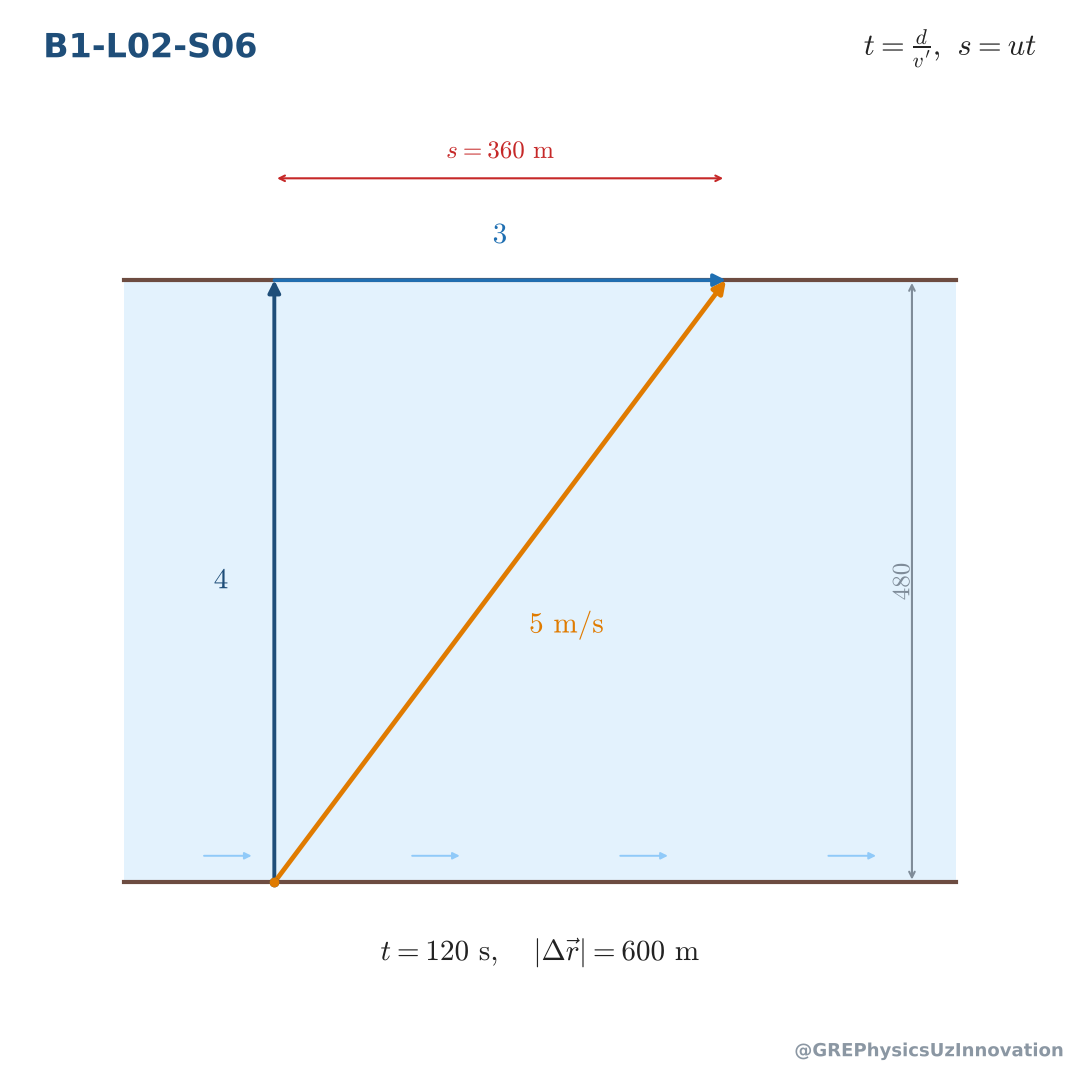 B1-L02-S06
t = d/v′, s = ut
s = 360 m
3
4
480
5 m/s
t = 120 s, |Δr⃗| = 600 m
@GREPhysicsUzInnovation